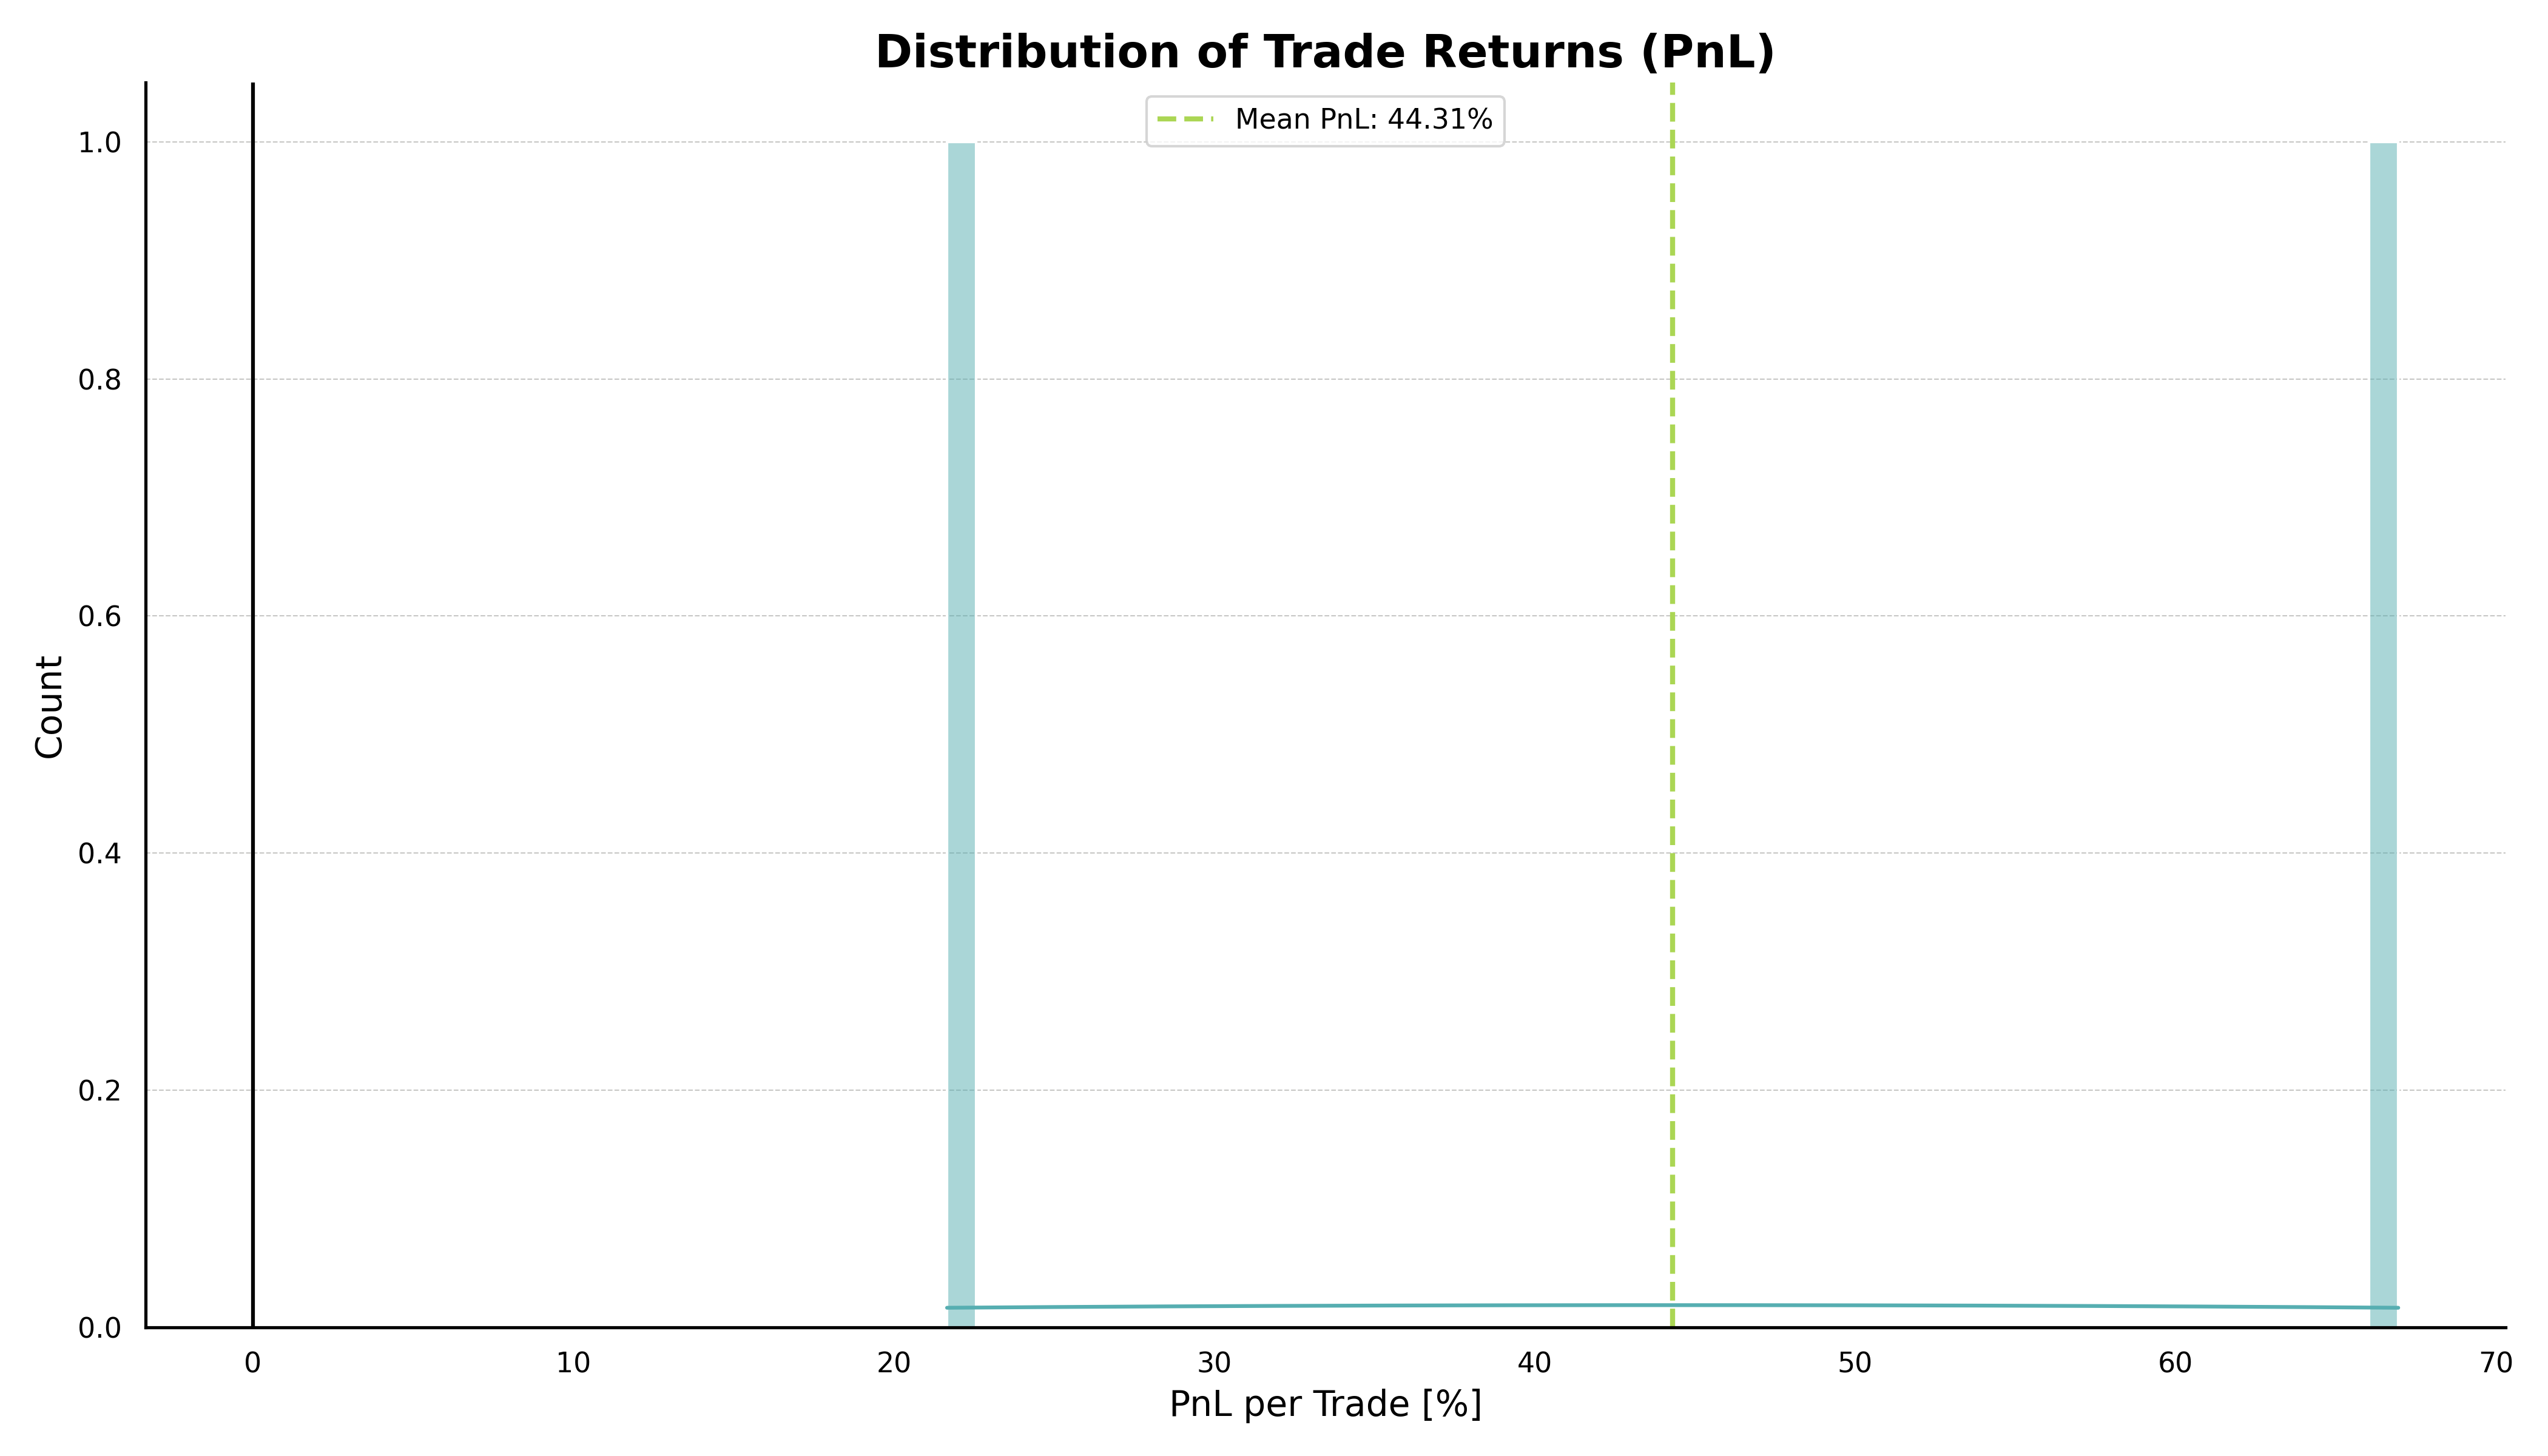 Distribution of Trade Returns (PnL)
Mean PnL: 44.31%
1.0
0.8
0.6
0.4
0.2
0.0
Count
0 10 20 30 40 50 60 70
PnL per Trade [%]